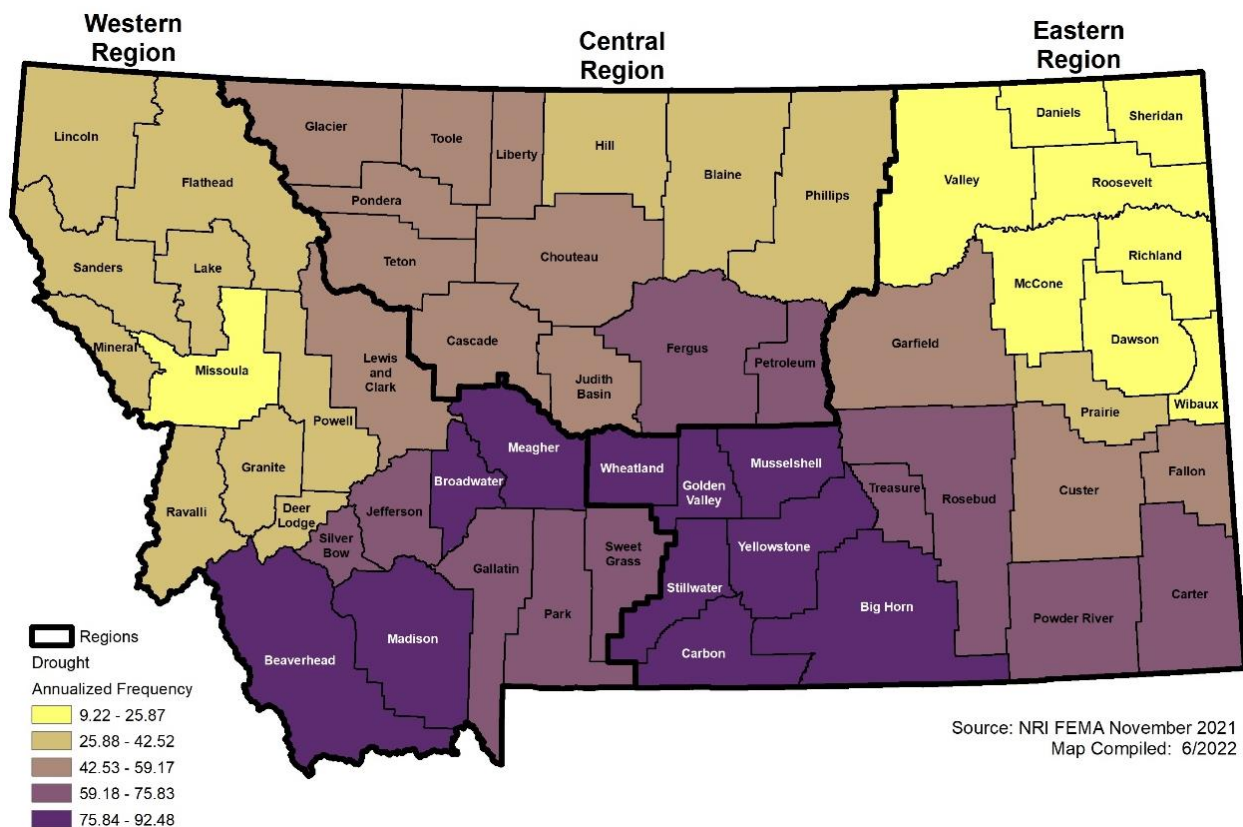 Western
Region
Central
Region
Eastern
Region
Lincoln
Flathead
Glacier
Toole
Liberty
Hill
Blaine
Phillips
Valley
Daniels
Sheridan
Roosevelt
Pondera
Teton
Chouteau
Sanders
Lake
Richland
McCone
Mineral
Missoula
Lewis
and
Clark
Cascade
Judith
Basin
Fergus
Petroleum
Garfield
Dawson
Wibaux
Prairie
Powell
Granite
Ravalli
Deer
Lodge
Meagher
Broadwater
Jefferson
Silver
Bow
Wheatland
Golden
Valley
Musselshell
Treasure
Rosebud
Custer
Fallon
Gallatin
Park
Sweet
Grass
Stillwater
Yellowstone
Big Horn
Carbon
Powder River
Carter
Beaverhead
Madison
Regions
Drought
Annualized Frequency
9.22 - 25.87
25.88 - 42.52
42.53 - 59.17
59.18 - 75.83
75.84 - 92.48
Source: NRI FEMA November 2021
Map Compiled: 6/2022